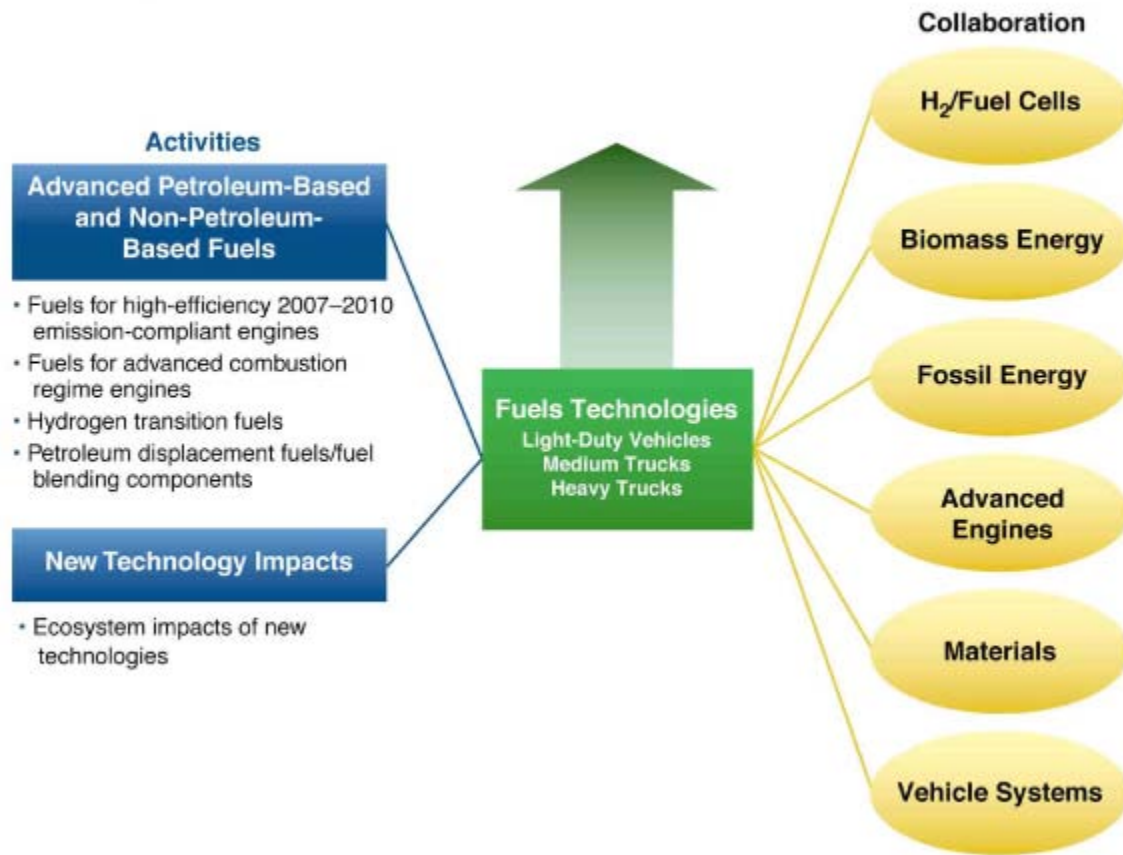 Activities
Advanced Petroleum-Based
and Non-Petroleum-
Based Fuels
• Fuels for high-efficiency 2007–2010
emission-compliant engines
• Fuels for advanced combustion
regime engines
• Hydrogen transition fuels
• Petroleum displacement fuels/fuel
blending components
New Technology Impacts
• Ecosystem impacts of new
technologies
Fuels Technologies
Light-Duty Vehicles
Medium Trucks
Heavy Trucks
Collaboration
H₂/Fuel Cells
Biomass Energy
Fossil Energy
Advanced
Engines
Materials
Vehicle Systems